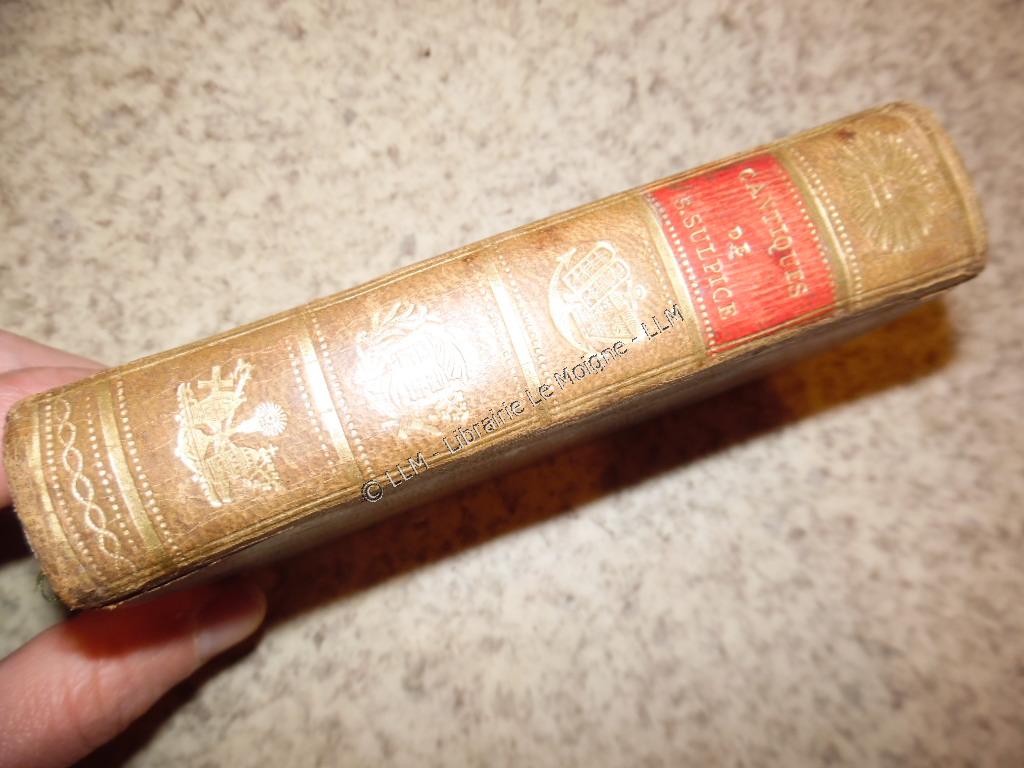 CANTIQUES
DE
S. SULPICE
© LLM - Librairie Le Moigne - LLM